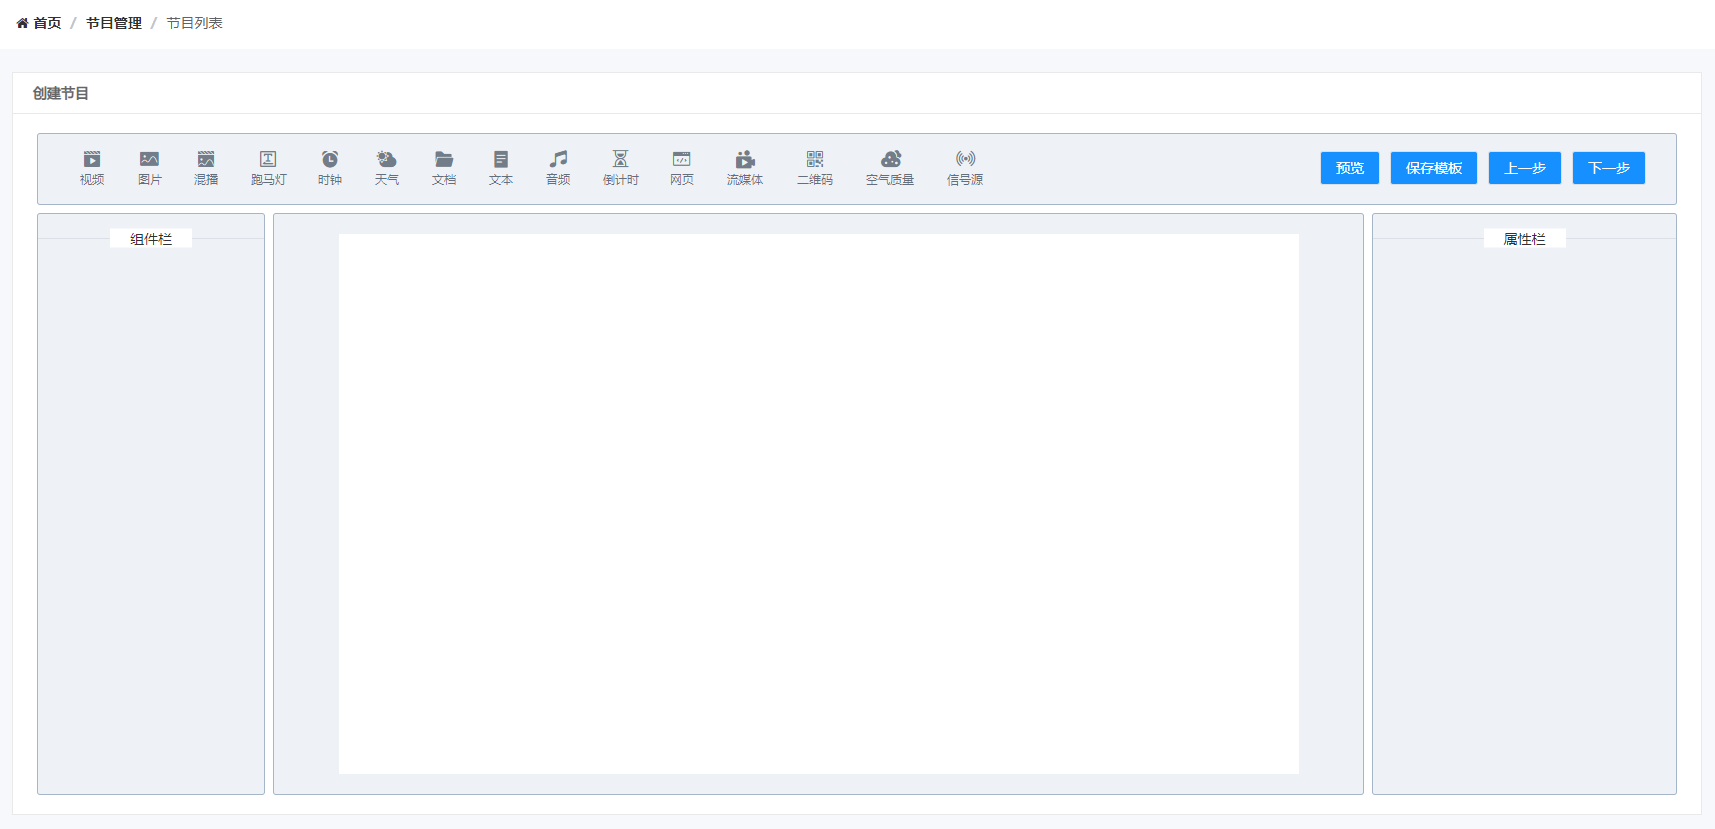 首页 / 节目管理 / 节目列表
创建节目
视频 图片 混播 跑马灯 时钟 天气 文档 文本 音频 倒计时 网页 流媒体 二维码 空气质量 信号源 预览 保存模板 上一步 下一步
组件栏 属性栏